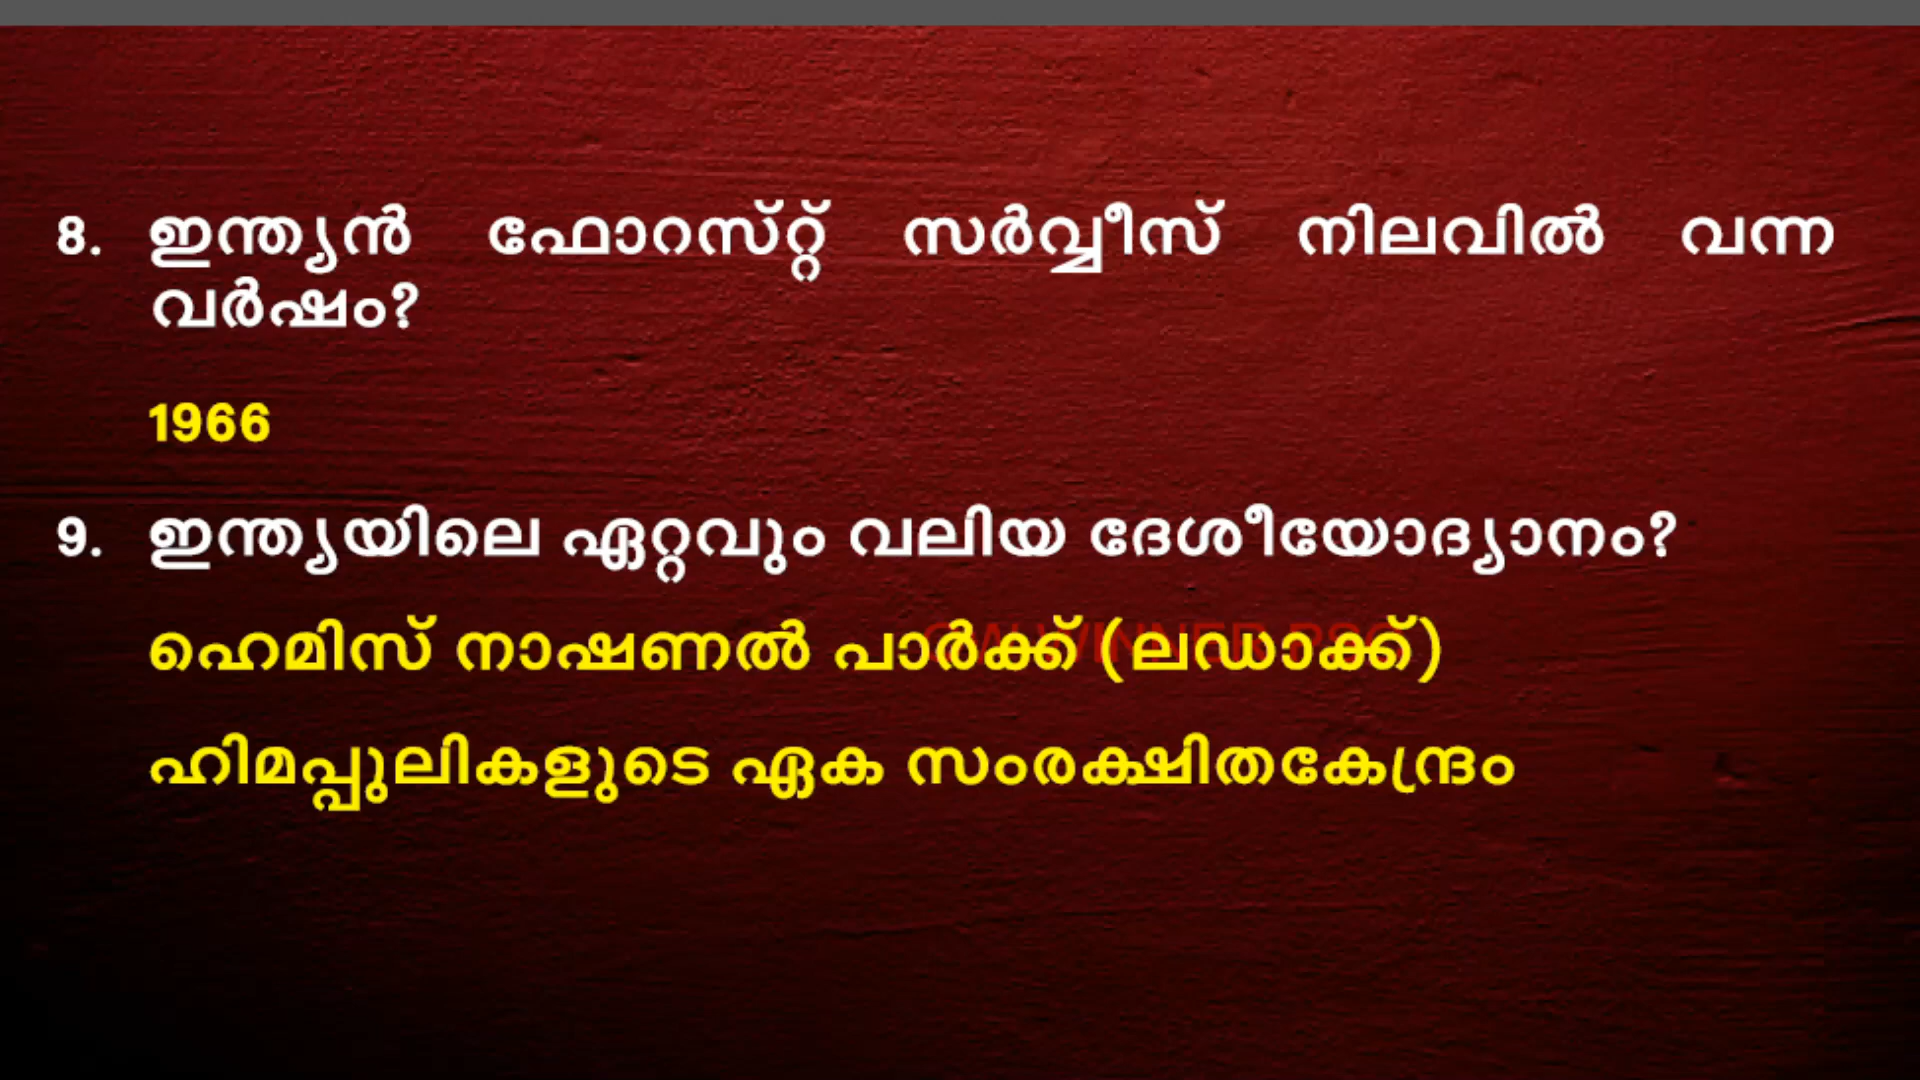 8. ഇന്ത്യൻ ഫോറസ്റ്റ് സർവ്വീസ് നിലവിൽ വന്ന
വർഷം?
1966
9. ഇന്ത്യയിലെ ഏറ്റവും വലിയ ദേശീയോദ്യാനം?
ഹെമിസ് നാഷണൽ പാർക്ക് (ലഡാക്ക്)
ഹിമപ്പുലികളുടെ ഏക സംരക്ഷിതകേന്ദ്രം